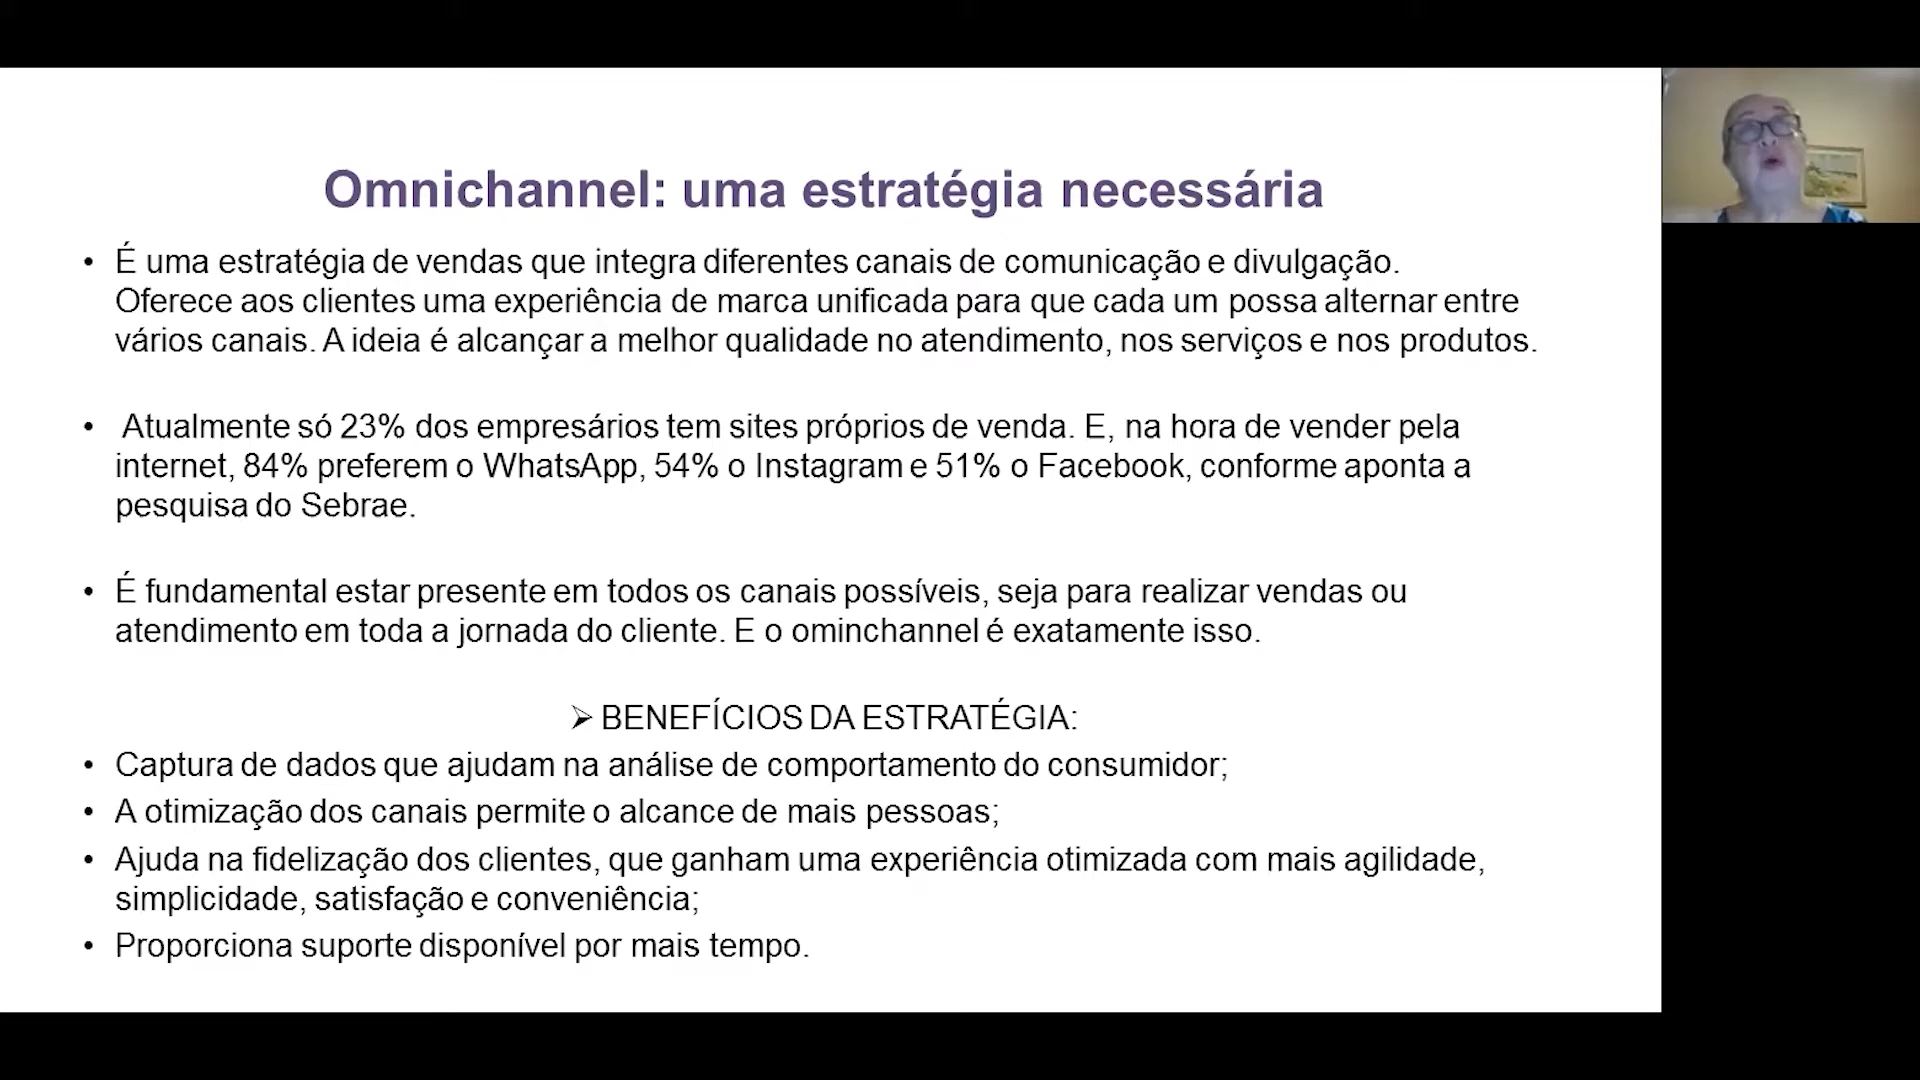 Omnichannel: uma estratégia necessária
• É uma estratégia de vendas que integra diferentes canais de comunicação e divulgação.
Oferece aos clientes uma experiência de marca unificada para que cada um possa alternar entre
vários canais. A ideia é alcançar a melhor qualidade no atendimento, nos serviços e nos produtos.
• Atualmente só 23% dos empresários tem sites próprios de venda. E, na hora de vender pela
internet, 84% preferem o WhatsApp, 54% o Instagram e 51% o Facebook, conforme aponta a
pesquisa do Sebrae.
• É fundamental estar presente em todos os canais possíveis, seja para realizar vendas ou
atendimento em toda a jornada do cliente. E o ominchannel é exatamente isso.
➢ BENEFÍCIOS DA ESTRATÉGIA:
• Captura de dados que ajudam na análise de comportamento do consumidor;
• A otimização dos canais permite o alcance de mais pessoas;
• Ajuda na fidelização dos clientes, que ganham uma experiência otimizada com mais agilidade,
simplicidade, satisfação e conveniência;
• Proporciona suporte disponível por mais tempo.